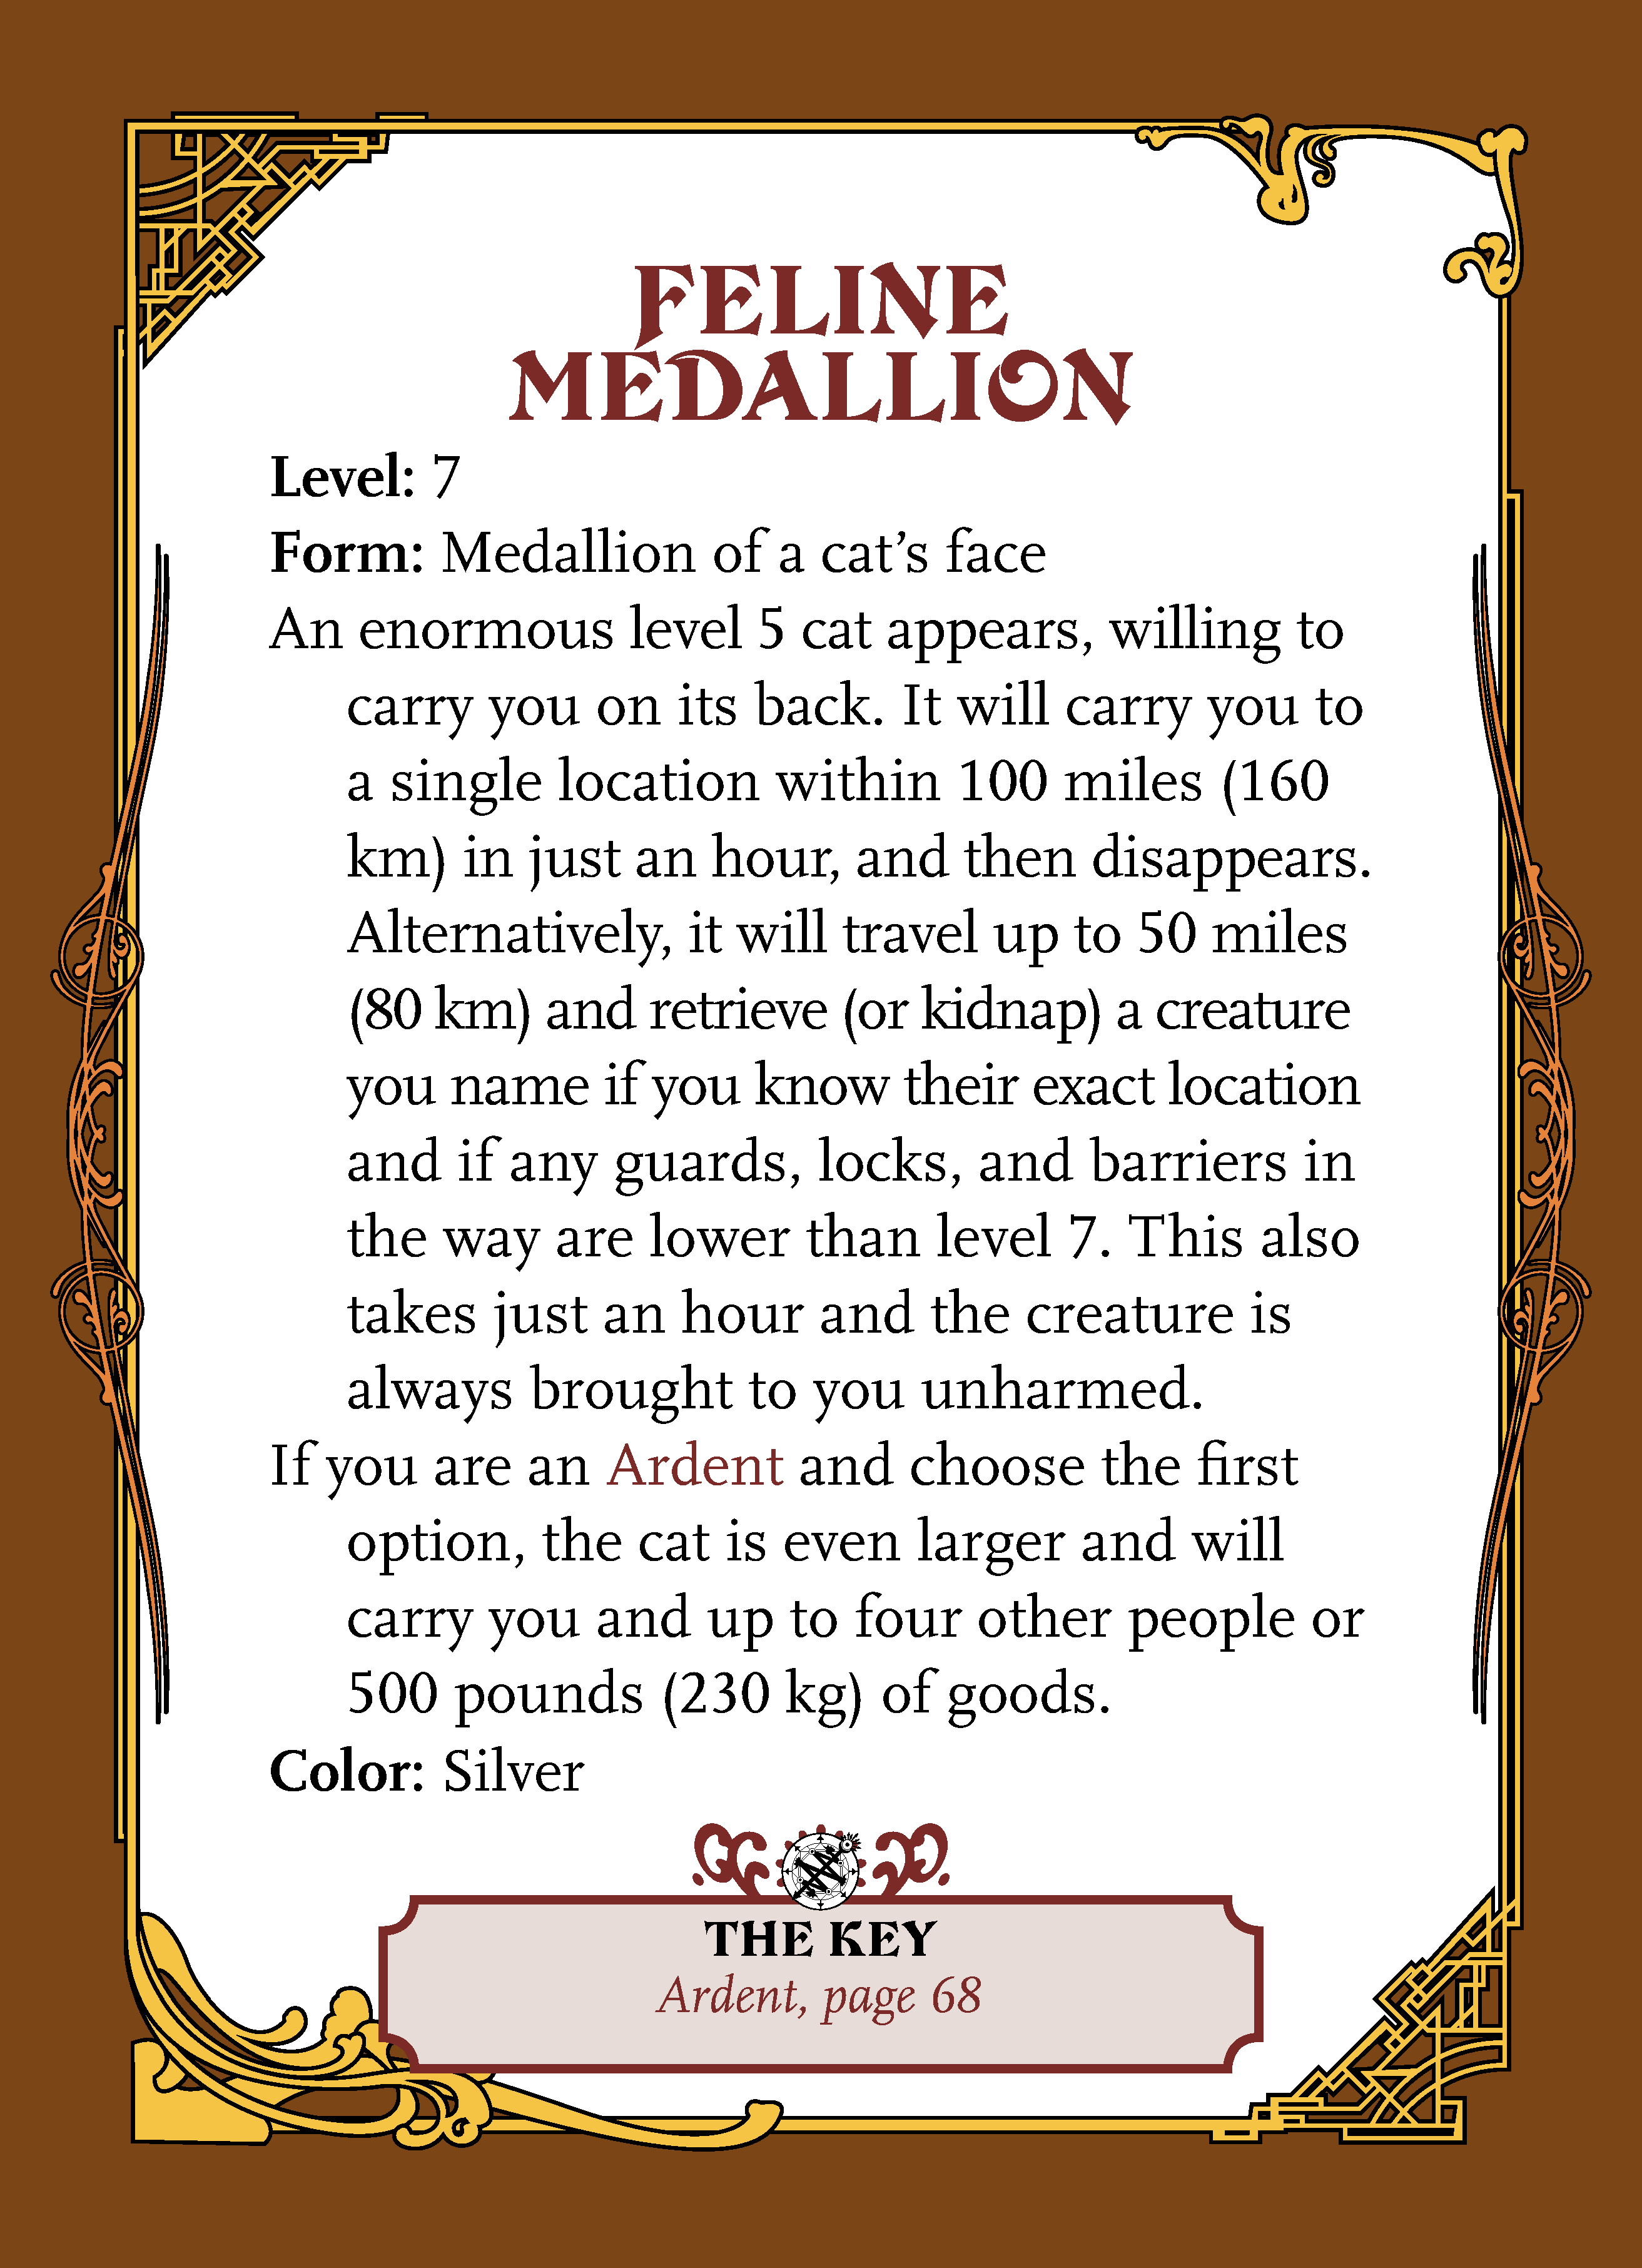 FELINE
MEDALLION
Level: 7
Form: Medallion of a cat’s face
An enormous level 5 cat appears, willing to
carry you on its back. It will carry you to
a single location within 100 miles (160
km) in just an hour, and then disappears.
Alternatively, it will travel up to 50 miles
(80 km) and retrieve (or kidnap) a creature
you name if you know their exact location
and if any guards, locks, and barriers in
the way are lower than level 7. This also
takes just an hour and the creature is
always brought to you unharmed.
If you are an Ardent and choose the first
option, the cat is even larger and will
carry you and up to four other people or
500 pounds (230 kg) of goods.
Color: Silver
THE KEY
Ardent, page 68